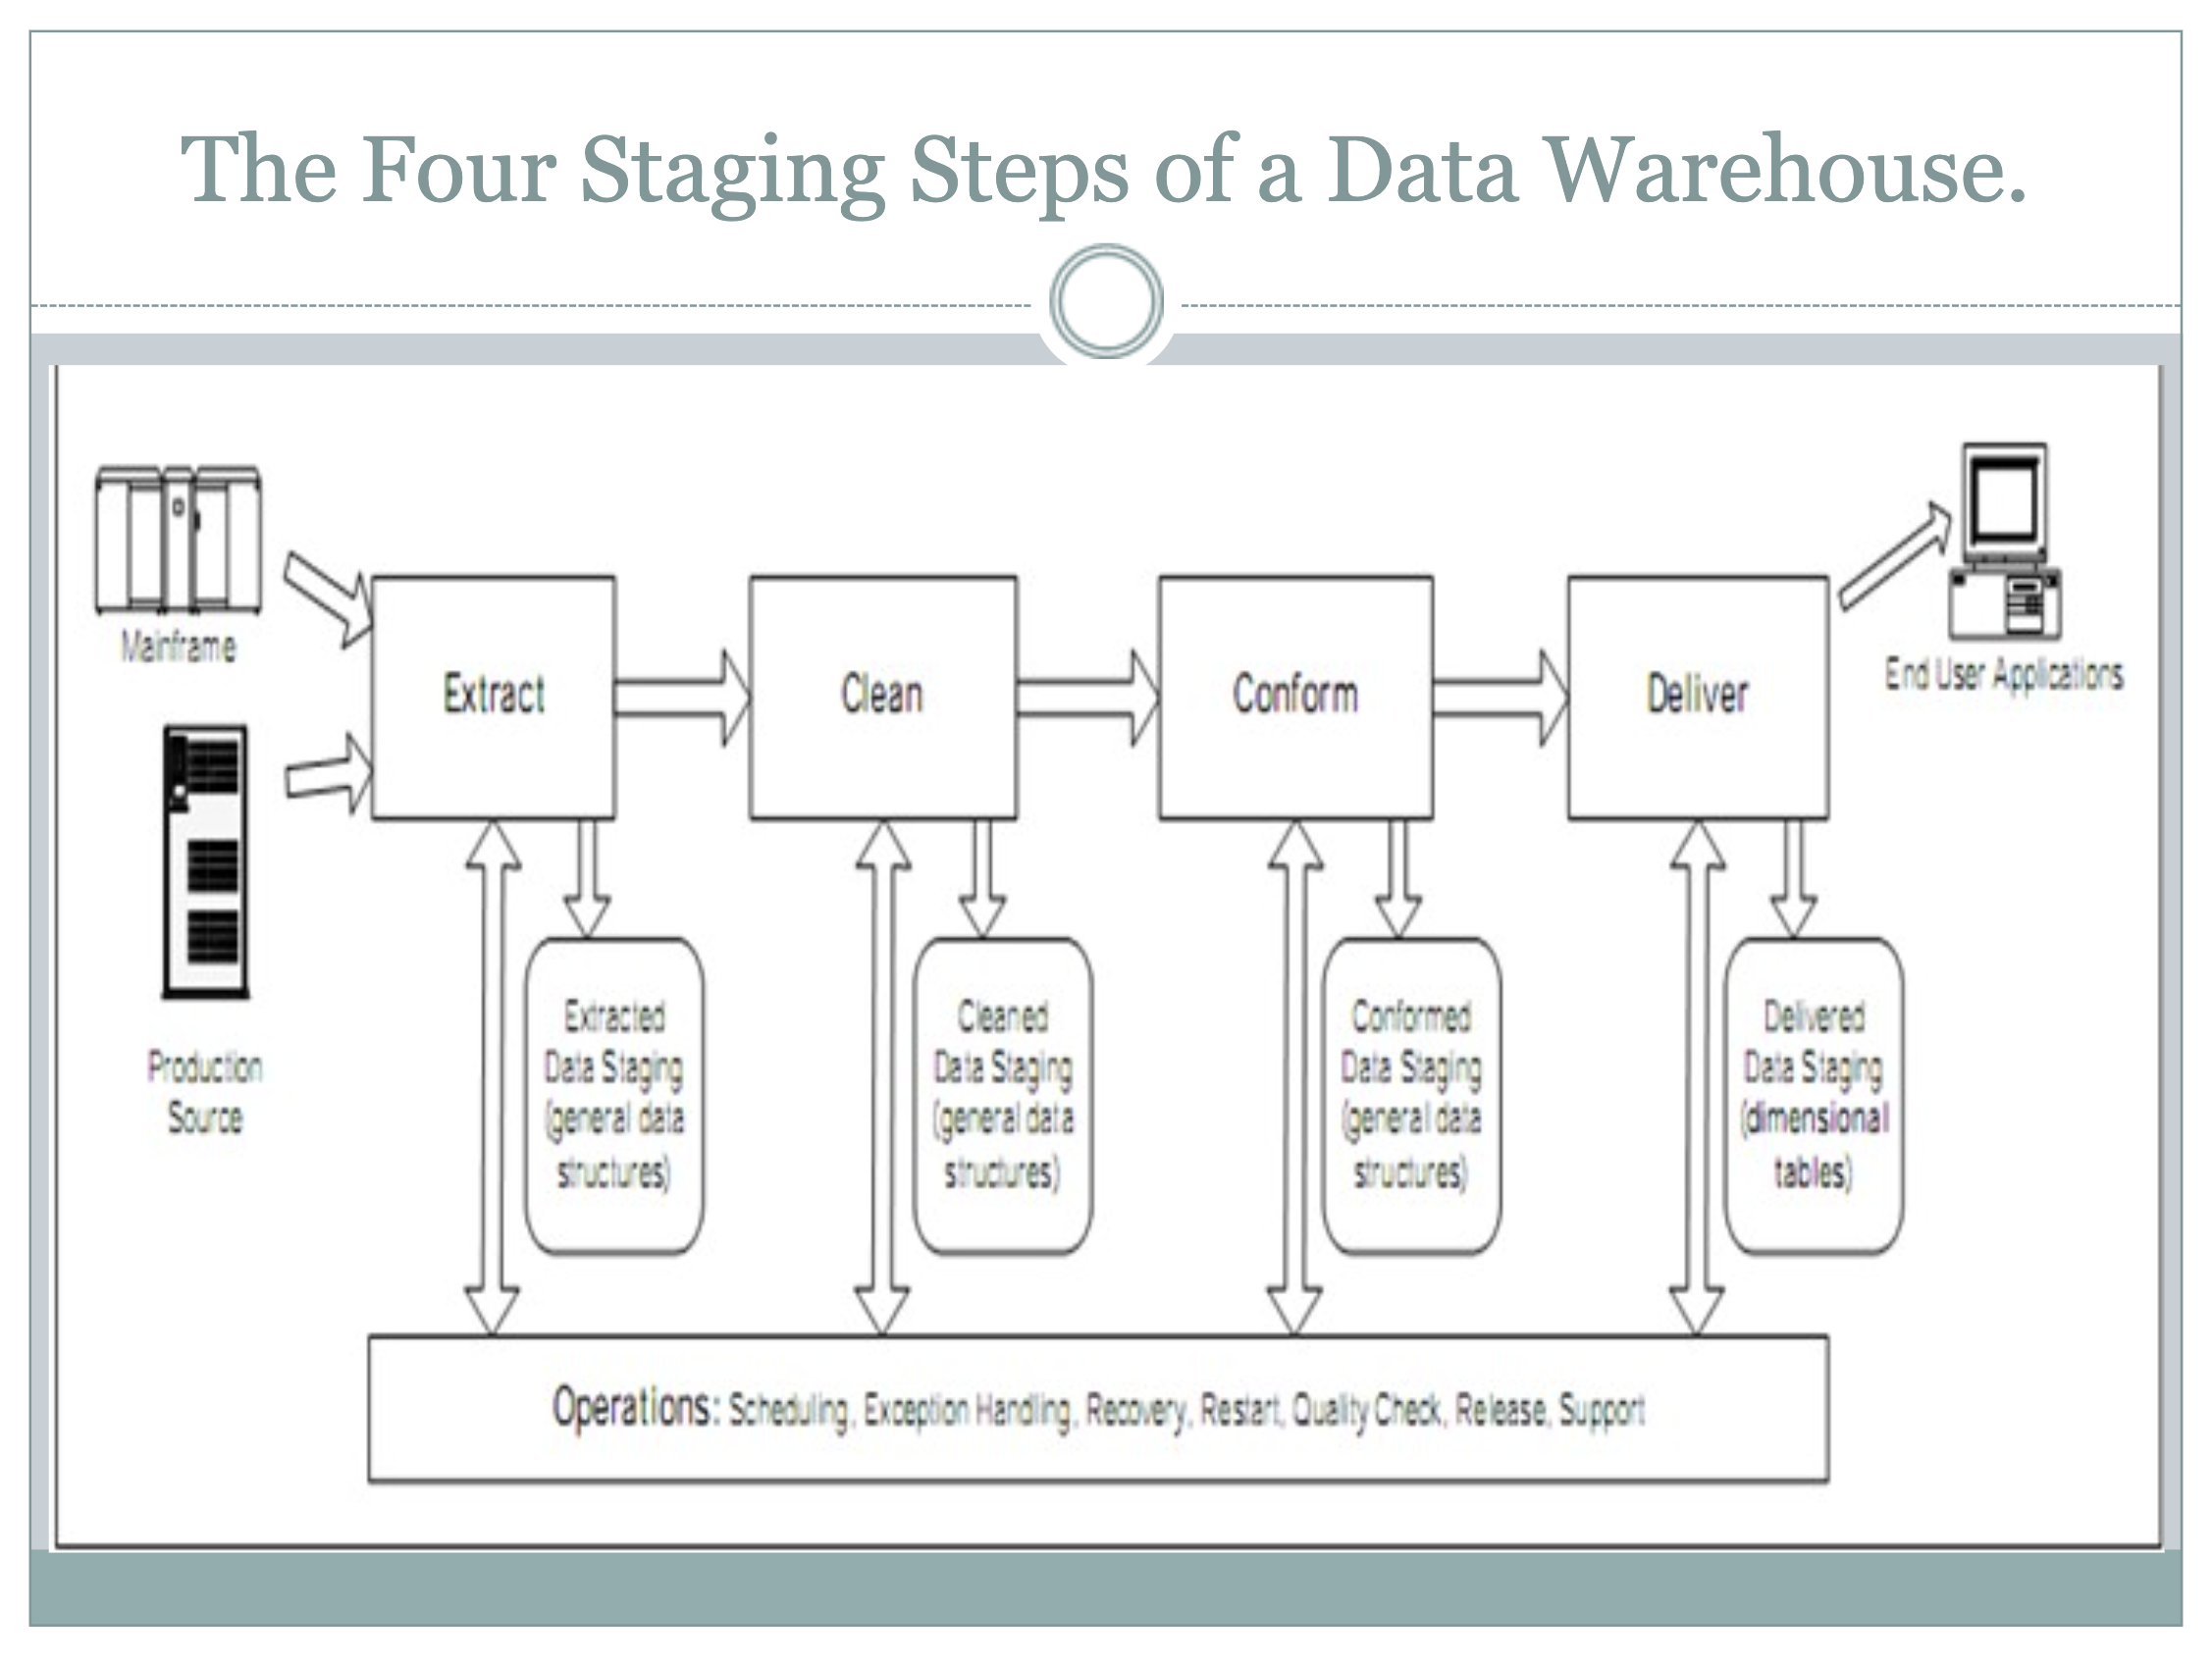 The Four Staging Steps of a Data Warehouse.
Mainframe
Production
Source
Extract
Clean
Conform
Deliver
End User Applications
Extracted
Data Staging
(general data
structures)
Cleaned
Data Staging
(general data
structures)
Conformed
Data Staging
(general data
structures)
Delivered
Data Staging
(dimensional
tables)
Operations: Scheduling, Exception Handling, Recovery, Restart, Quality Check, Release, Support